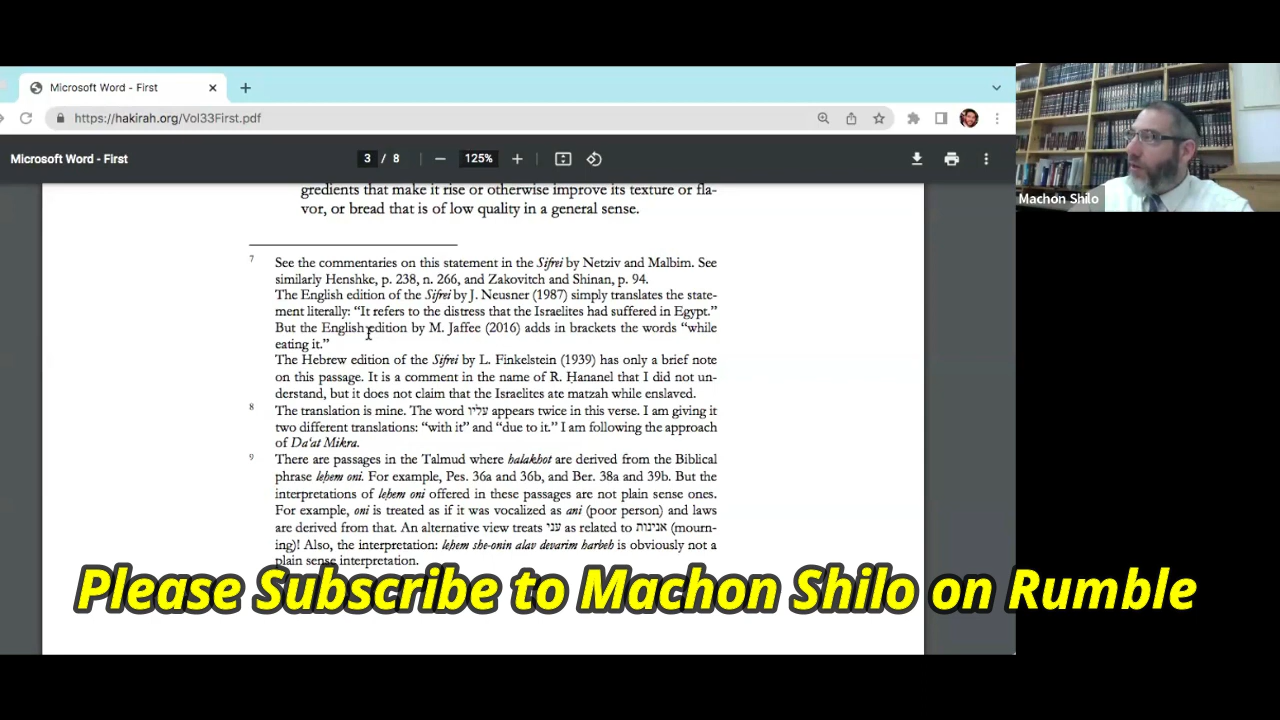 Microsoft Word - First
https://hakirah.org/Vol33First.pdf
Microsoft Word - First
3 / 8
125%
Machon Shilo
gredients that make it rise or otherwise improve its texture or fla-
vor, or bread that is of low quality in a general sense.
7 See the commentaries on this statement in the Sifrei by Netziv and Malbim. See
similarly Henshke, p. 238, n. 266, and Zakovitch and Shinan, p. 94.
The English edition of the Sifrei by J. Neusner (1987) simply translates the state-
ment literally: “It refers to the distress that the Israelites had suffered in Egypt.”
But the English edition by M. Jaffee (2016) adds in brackets the words “while
eating it.”
The Hebrew edition of the Sifrei by L. Finkelstein (1939) has only a brief note
on this passage. It is a comment in the name of R. Ḥananel that I did not un-
derstand, but it does not claim that the Israelites ate matzah while enslaved.
8 The translation is mine. The word עליו appears twice in this verse. I am giving it
two different translations: “with it” and “due to it.” I am following the approach
of Da‘at Mikra.
9 There are passages in the Talmud where halakhot are derived from the Biblical
phrase leḥem oni. For example, Pes. 36a and 36b, and Ber. 38a and 39b. But the
interpretations of leḥem oni offered in these passages are not plain sense ones.
For example, oni is treated as if it was vocalized as ani (poor person) and laws
are derived from that. An alternative view treats עני as related to אנינות (mourn-
ing)! Also, the interpretation: leḥem she-onin alav devarim harbeh is obviously not a
plain sense interpretation.
Please Subscribe to Machon Shilo on Rumble